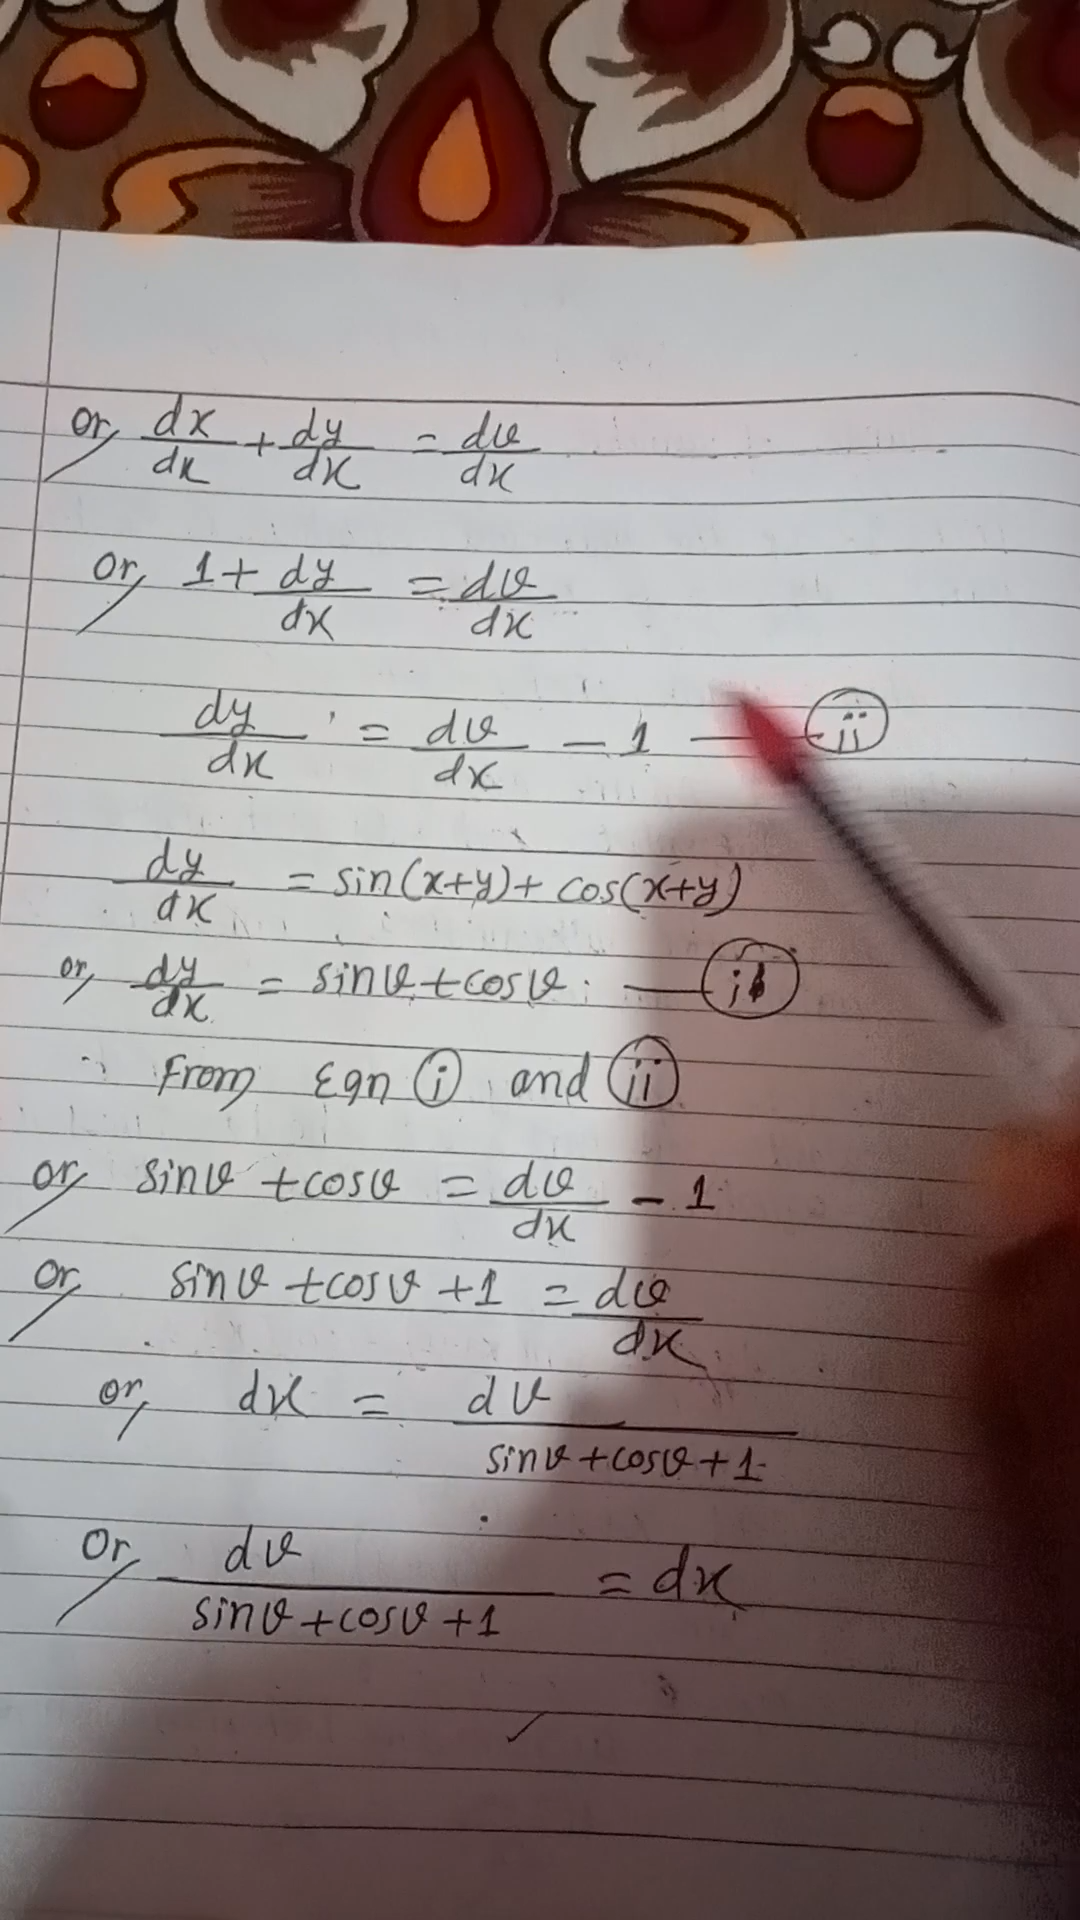 or, dx/dx + dy/dx = dv/dx
or, 1 + dy/dx = dv/dx
dy/dx = dv/dx - 1 — (ii)
dy/dx = sin(x+y) + cos(x+y)
or, dy/dx = sinv + cosv — (i)
From Eqn (i) and (ii)
or, sinv + cosv = dv/dx - 1
or, sinv + cosv + 1 = dv/dx
or, dx = dv/(sinv + cosv + 1)
or, dv/(sinv + cosv + 1) = dx